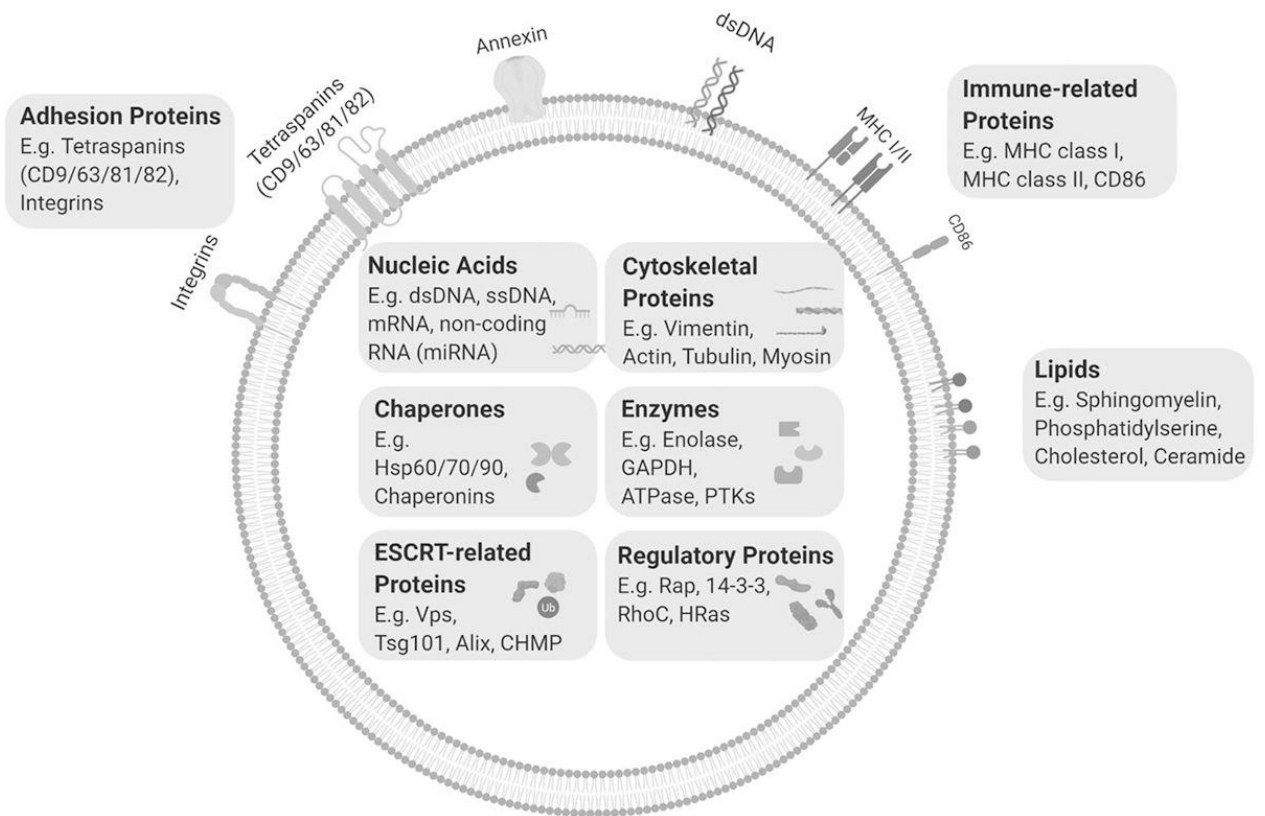 Annexin
dsDNA
Tetraspanins
(CD9/63/81/82)
MHC I/II
CD86
Integrins
Adhesion Proteins
E.g. Tetraspanins
(CD9/63/81/82),
Integrins
Immune-related
Proteins
E.g. MHC class I,
MHC class II, CD86
Nucleic Acids
E.g. dsDNA, ssDNA,
mRNA, non-coding
RNA (miRNA)
Cytoskeletal
Proteins
E.g. Vimentin,
Actin, Tubulin, Myosin
Lipids
E.g. Sphingomyelin,
Phosphatidylserine,
Cholesterol, Ceramide
Chaperones
E.g.
Hsp60/70/90,
Chaperonins
Enzymes
E.g. Enolase,
GAPDH,
ATPase, PTKs
ESCRT-related
Proteins
E.g. Vps,
Tsg101, Alix, CHMP
Ub
Regulatory Proteins
E.g. Rap, 14-3-3,
RhoC, HRas